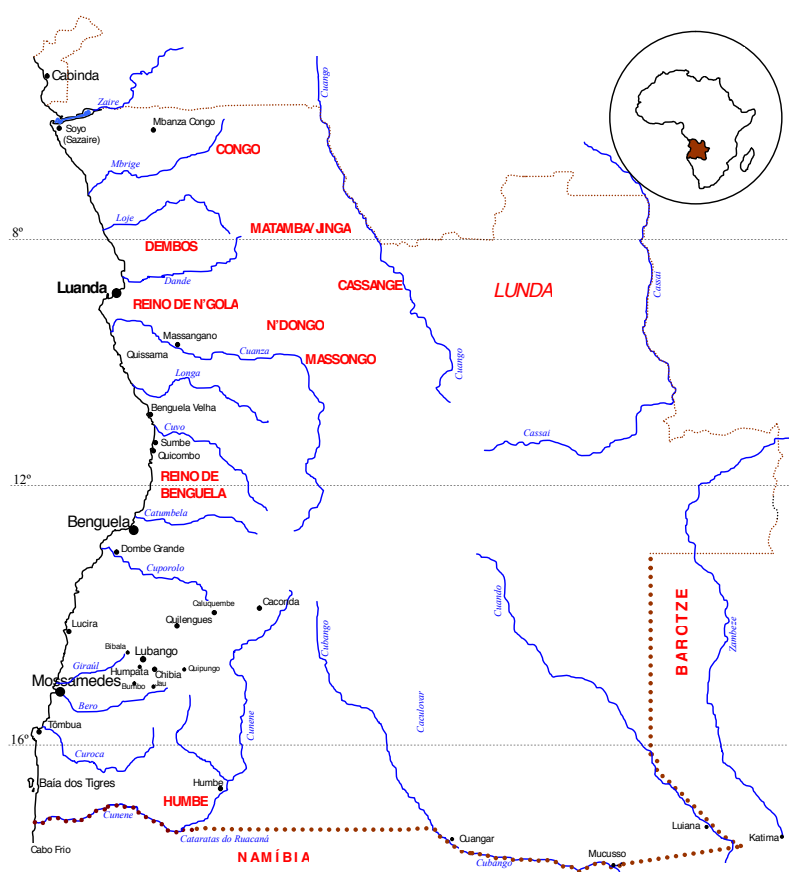 Cabinda
Zaire
Cuango
Soyo
(Sazaire)
Mbanza Congo
CONGO
Mbrige
Loje
MATAMBA/JINGA
8º
DEMBOS
Dande
CASSANGE
Luanda
LUNDA
Cassai
REINO DE N'GOLA
N'DONGO
Massangano
Quissama
Cuanza
MASSONGO
Cuango
Longa
Benguela Velha
Cuvo
Cassai
Sumbe
Quicombo
12º
REINO DE
BENGUELA
Catumbela
Benguela
Dombe Grande
Cuporolo
Cuando
Caluquembe
Caconda
Quilengues
Lucira
Cubango
BAROTZE
Zambeze
Bibala
Lubango
Giraúl
Humpata
Chibia
Quipungo
Mossamedes
Bumbo
Jau
Bero
Cunene
Cuculovar
Tômbua
16º
Curoca
Baía dos Tigres
Humbe
HUMBE
Cunene
Cataratas do Ruacaná
Cabo Frio
NAMÍBIA
Cuangar
Cubango
Mucusso
Luiana
Katima